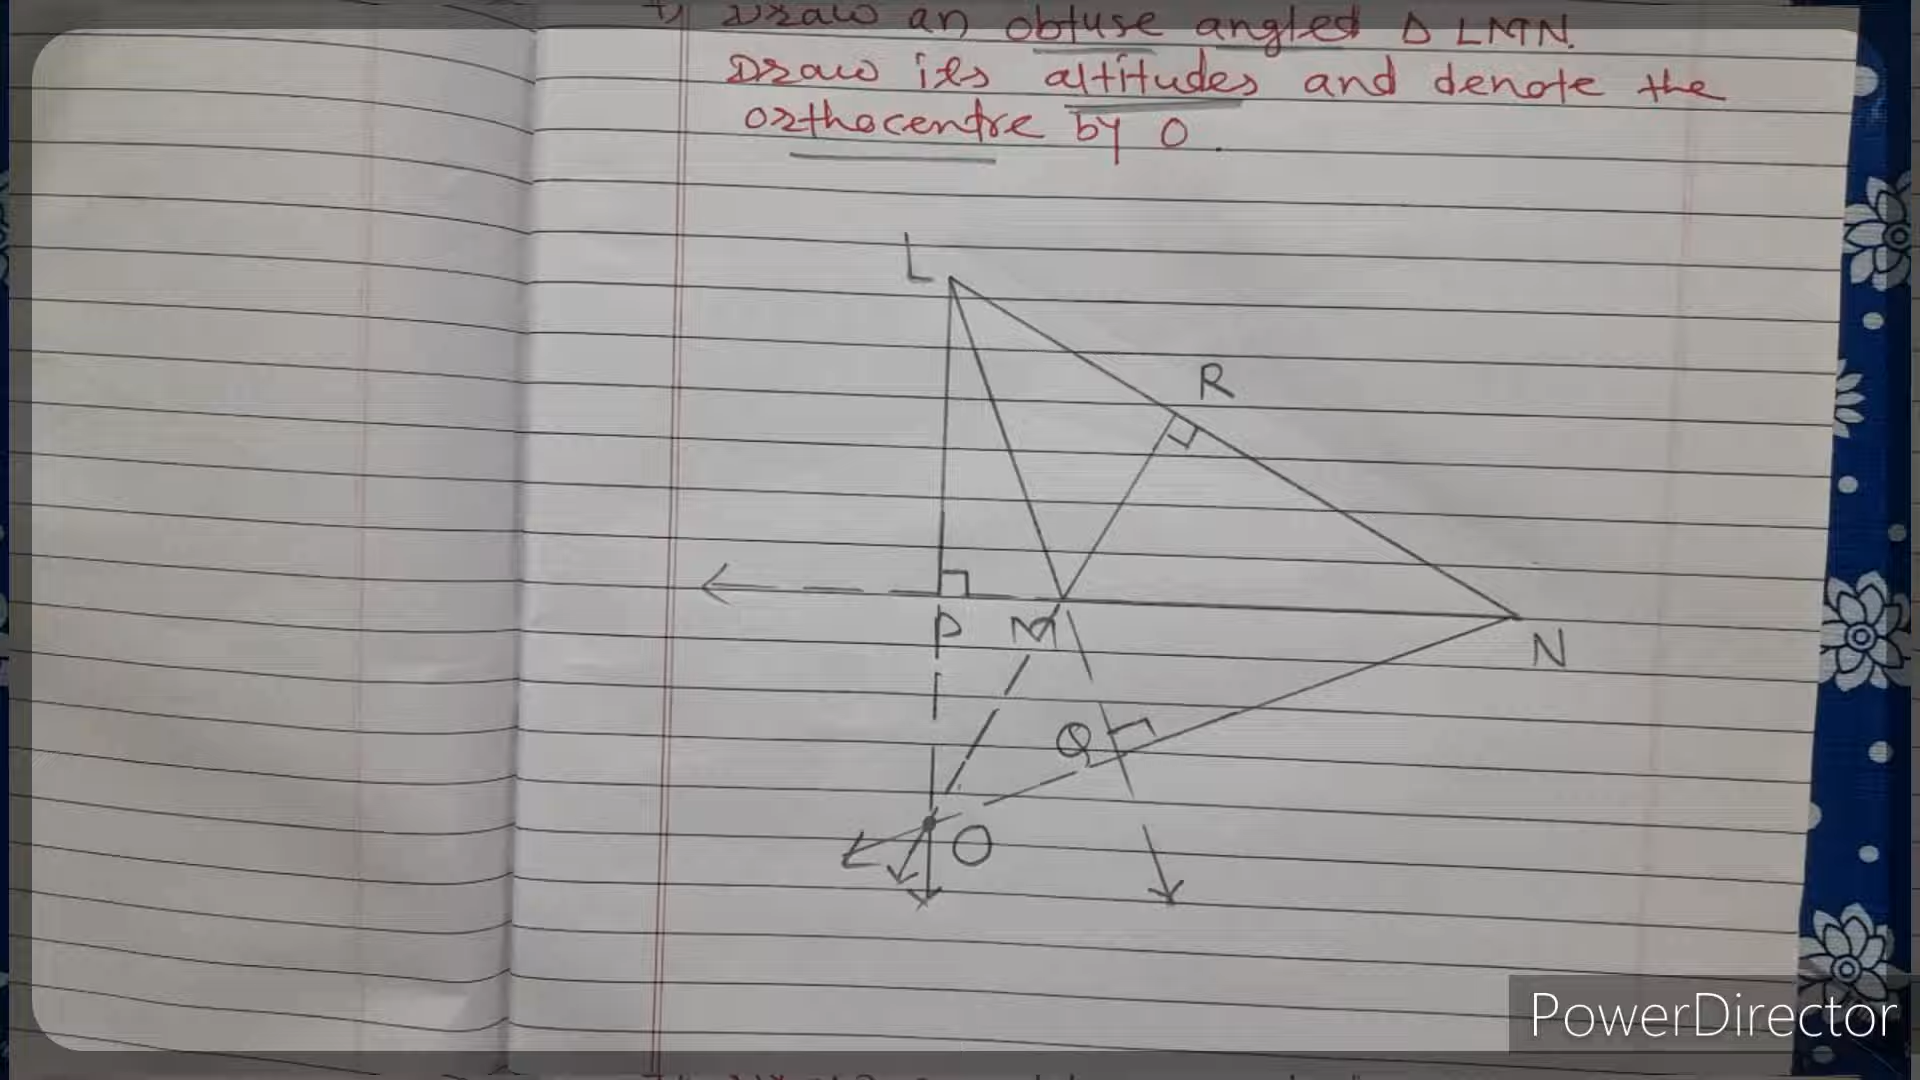 Draw an obtuse angled Δ LMN.
Draw its altitudes and denote the
orthocentre by O.
L
R
P M
N
Q
O
PowerDirector